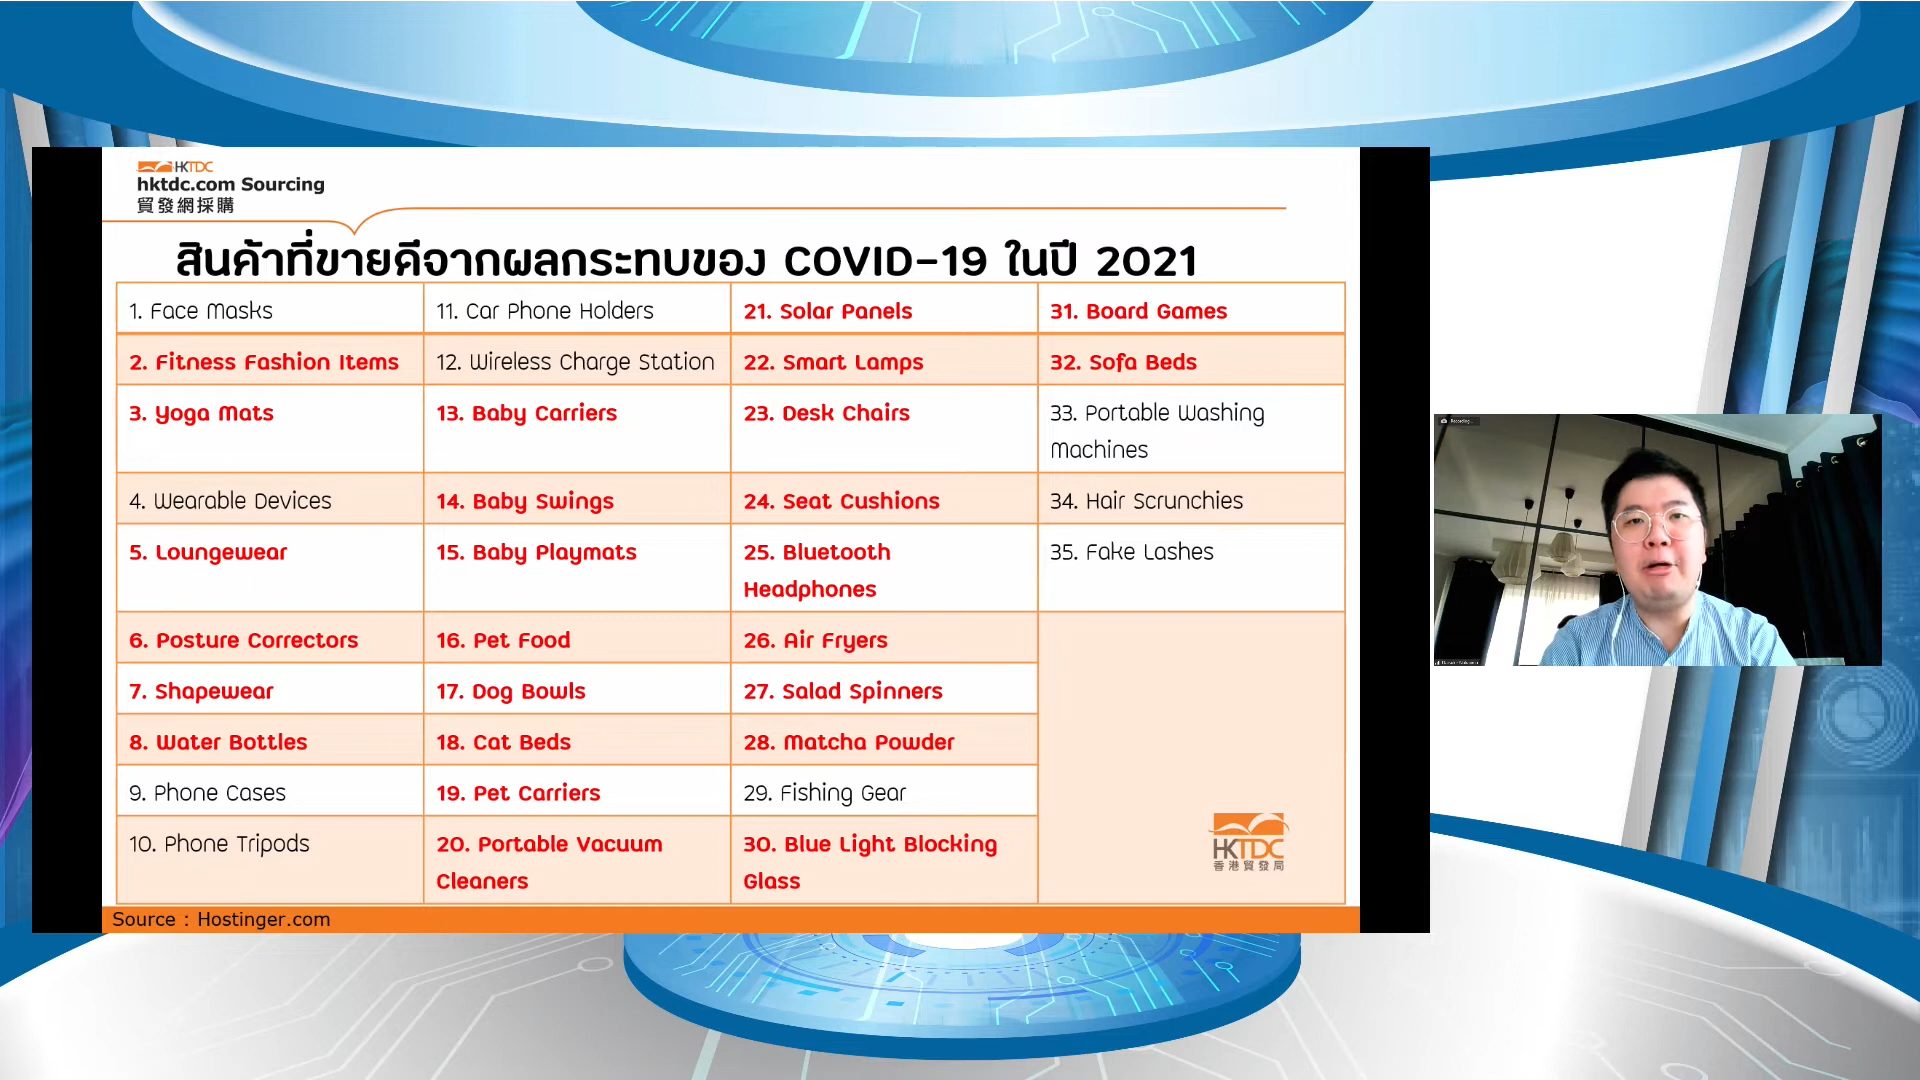 HKTDC
hktdc.com Sourcing
貿發網採購
สินค้าที่ขายดีจากผลกระทบของ COVID-19 ในปี 2021
1. Face Masks
11. Car Phone Holders
21. Solar Panels
31. Board Games
2. Fitness Fashion Items
12. Wireless Charge Station
22. Smart Lamps
32. Sofa Beds
3. Yoga Mats
13. Baby Carriers
23. Desk Chairs
33. Portable Washing
Machines
4. Wearable Devices
14. Baby Swings
24. Seat Cushions
34. Hair Scrunchies
5. Loungewear
15. Baby Playmats
25. Bluetooth
Headphones
35. Fake Lashes
6. Posture Correctors
16. Pet Food
26. Air Fryers
7. Shapewear
17. Dog Bowls
27. Salad Spinners
8. Water Bottles
18. Cat Beds
28. Matcha Powder
9. Phone Cases
19. Pet Carriers
29. Fishing Gear
10. Phone Tripods
20. Portable Vacuum
Cleaners
30. Blue Light Blocking
Glass
HKTDC
香港貿發局
Source : Hostinger.com
Recording...